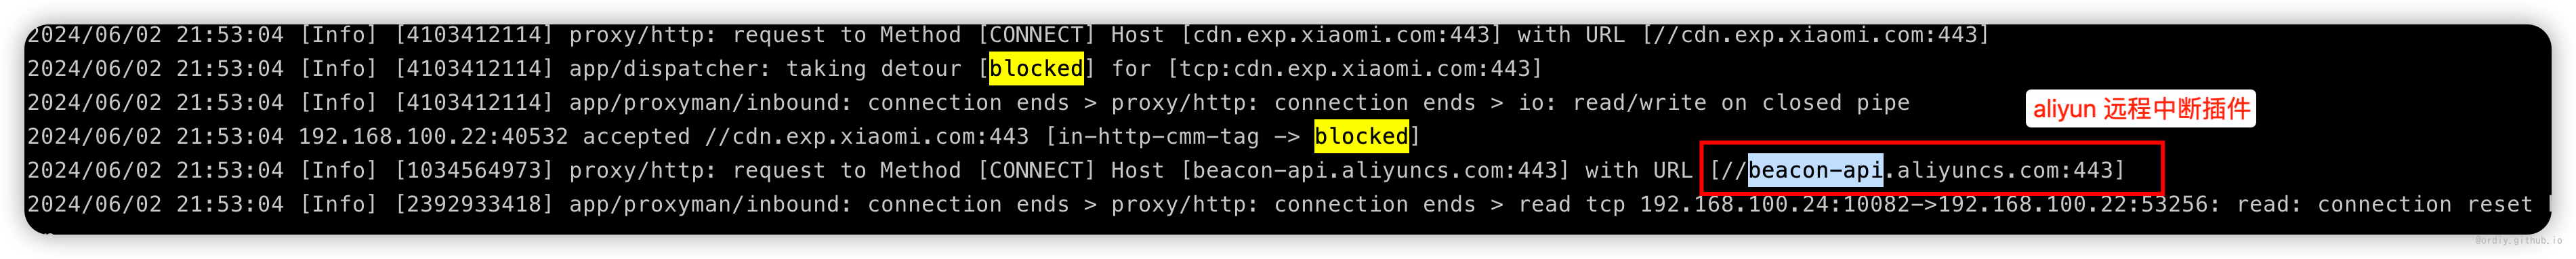 2024/06/02 21:53:04 [Info] [4103412114] proxy/http: request to Method [CONNECT] Host [cdn.exp.xiaomi.com:443] with URL [//cdn.exp.xiaomi.com:443]
2024/06/02 21:53:04 [Info] [4103412114] app/dispatcher: taking detour [blocked] for [tcp:cdn.exp.xiaomi.com:443]
2024/06/02 21:53:04 [Info] [4103412114] app/proxyman/inbound: connection ends > proxy/http: connection ends > io: read/write on closed pipe
aliyun 远程中断插件
2024/06/02 21:53:04 192.168.100.22:40532 accepted //cdn.exp.xiaomi.com:443 [in-http-cmm-tag -> blocked]
2024/06/02 21:53:04 [Info] [1034564973] proxy/http: request to Method [CONNECT] Host [beacon-api.aliyuncs.com:443] with URL [//beacon-api.aliyuncs.com:443]
2024/06/02 21:53:04 [Info] [2392933418] app/proxyman/inbound: connection ends > proxy/http: connection ends > read tcp 192.168.100.24:10082->192.168.100.22:53256: read: connection reset
@ordiy.github.io